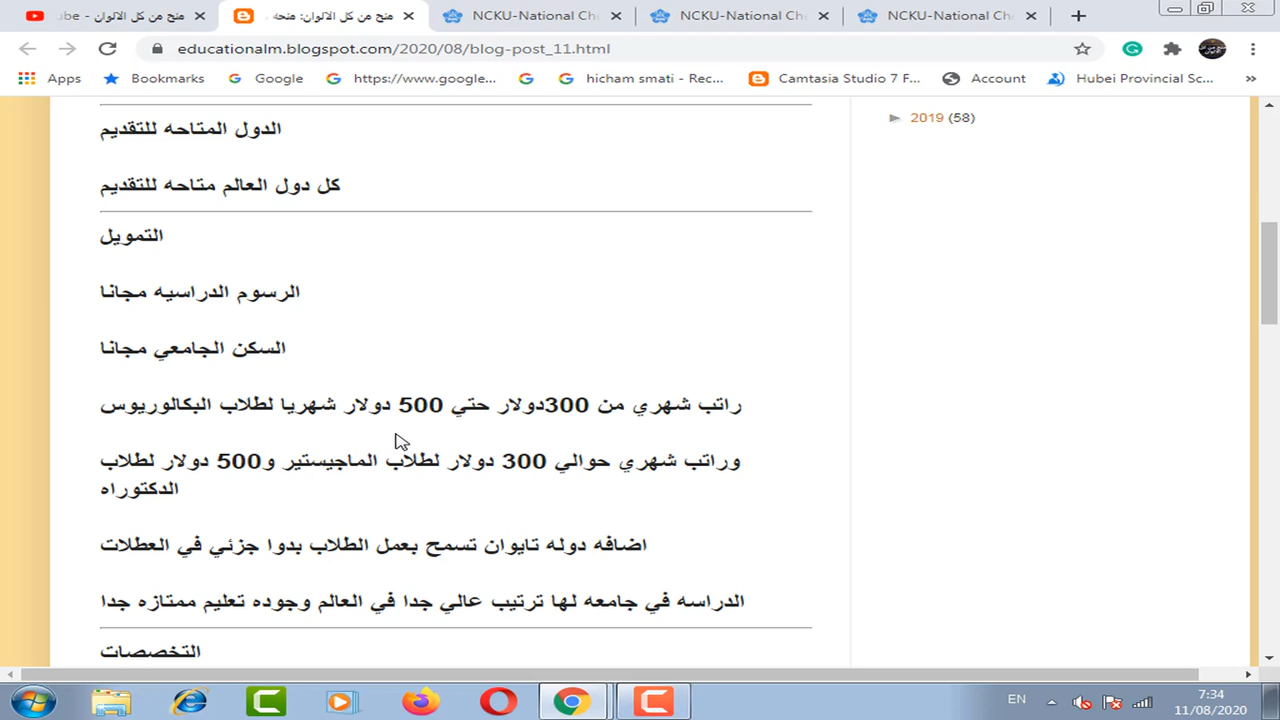 منح من كل الالوان - ube
منح من كل الالوان: منحه
NCKU-National Ch
NCKU-National Ch
NCKU-National Ch
educationalm.blogspot.com/2020/08/blog-post_11.html
Apps
Bookmarks
Google
https://www.google...
hicham smati - Rec...
Camtasia Studio 7 F...
Account
Hubei Provincial Sc...
»
2019 (58)
الدول المتاحه للتقديم
كل دول العالم متاحه للتقديم
التمويل
الرسوم الدراسيه مجانا
السكن الجامعي مجانا
راتب شهري من 300دولار حتي 500 دولار شهريا لطلاب البكالوريوس
وراتب شهري حوالي 300 دولار لطلاب الماجيستير و500 دولار لطلاب
الدكتوراه
اضافه دوله تايوان تسمح بعمل الطلاب بدوا جزئي في العطلات
الدراسه في جامعه لها ترتيب عالي جدا في العالم وجوده تعليم ممتازه جدا
التخصصات
EN
7:34
11/08/2020